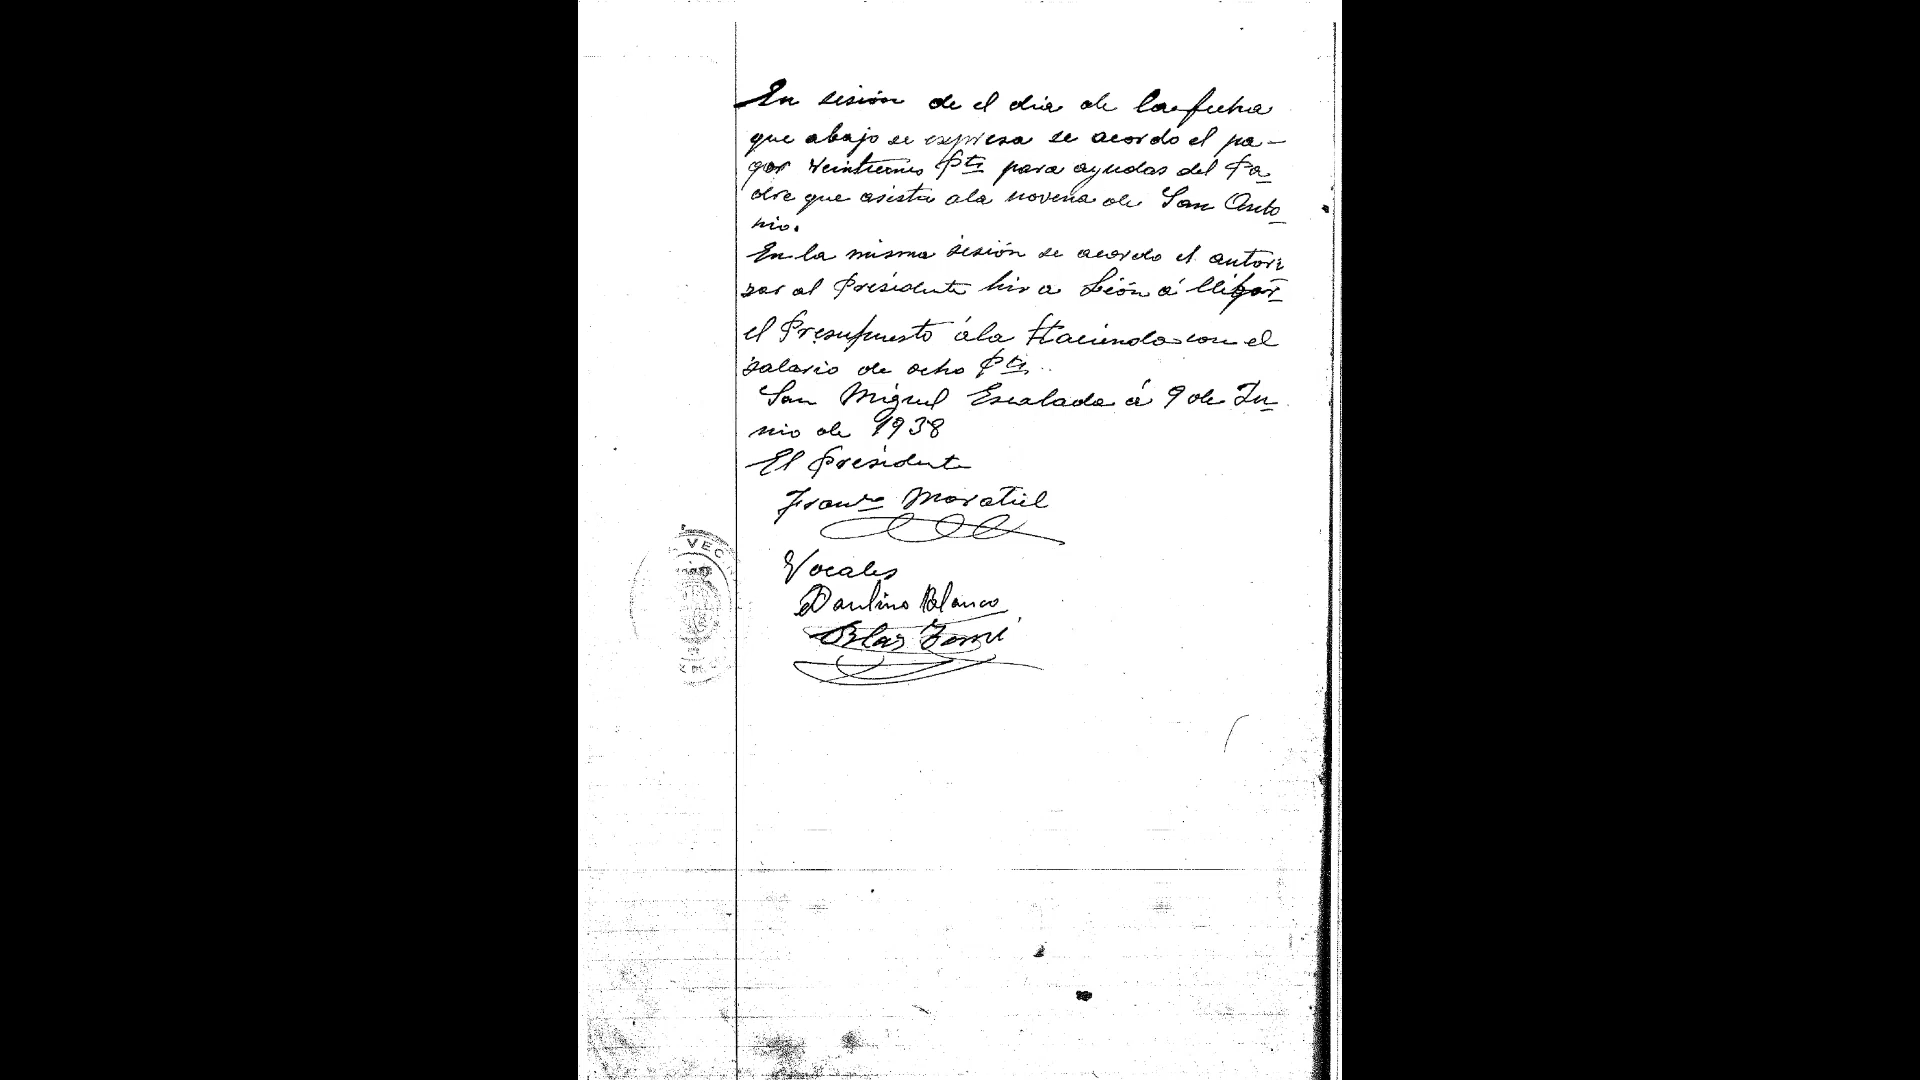 En sesión de el dia de la fecha
que abajo se expresa se acordo el pa-
gar Pts para ayudas del Pa-
dre que asista ala novena de San Anto-
nio.
En la misma sesión se acordo el autori
zar al Presidente hir a León á
el Presupuesto ála Hacienda con el
salario de ocho Pts.
San Miguel Escalada á 9 de Ju-
nio de 1938
El Presidente
Franco Moratiel
Vocales
Paulino Blanco
Blas Tomé
VEC